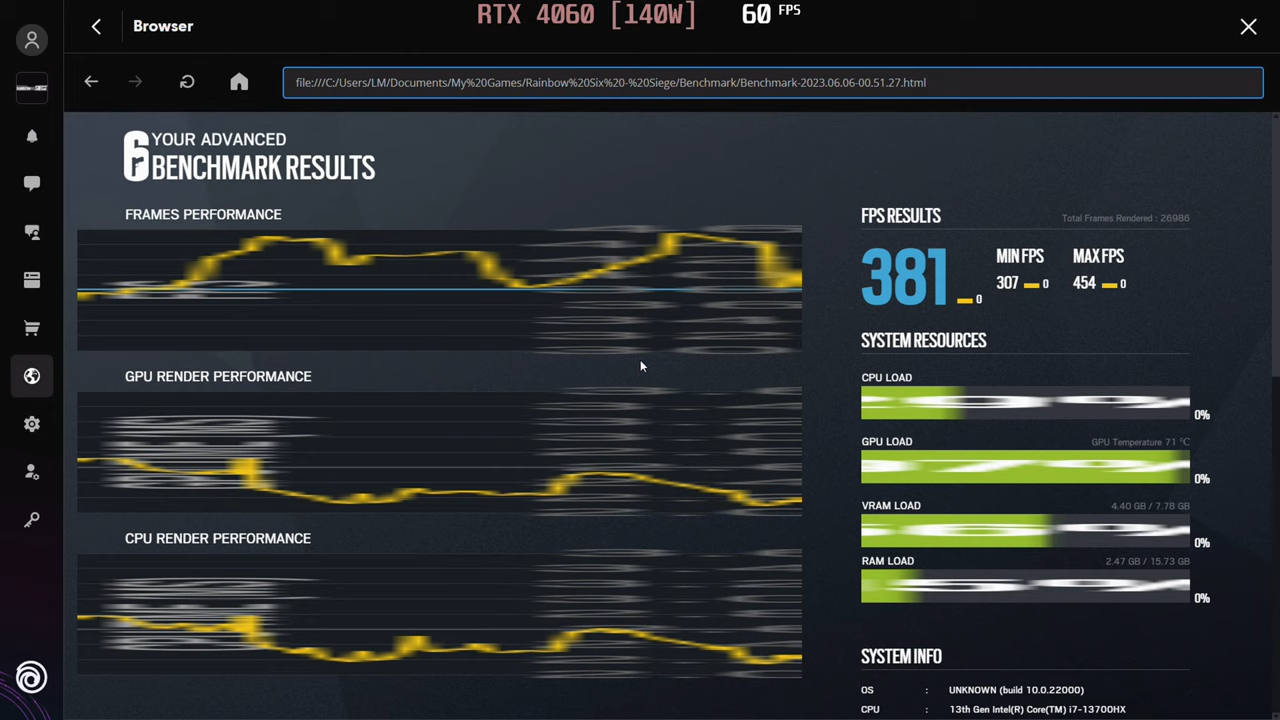 RTX 4060 [140W] 60 FPS
Browser
file:///C:/Users/LM/Documents/My%20Games/Rainbow%20Six%20-%20Siege/Benchmark/Benchmark-2023.06.06-00.51.27.html
YOUR ADVANCED
BENCHMARK RESULTS
FRAMES PERFORMANCE
GPU RENDER PERFORMANCE
CPU RENDER PERFORMANCE
FPS RESULTS Total Frames Rendered : 26986
381 0
MIN FPS MAX FPS
307 0 454 0
SYSTEM RESOURCES
CPU LOAD
0%
GPU LOAD GPU Temperature 71 °C
0%
VRAM LOAD 4.40 GB / 7.78 GB
0%
RAM LOAD 2.47 GB / 15.73 GB
0%
SYSTEM INFO
OS : UNKNOWN (build 10.0.22000)
CPU : 13th Gen Intel(R) Core(TM) i7-13700HX